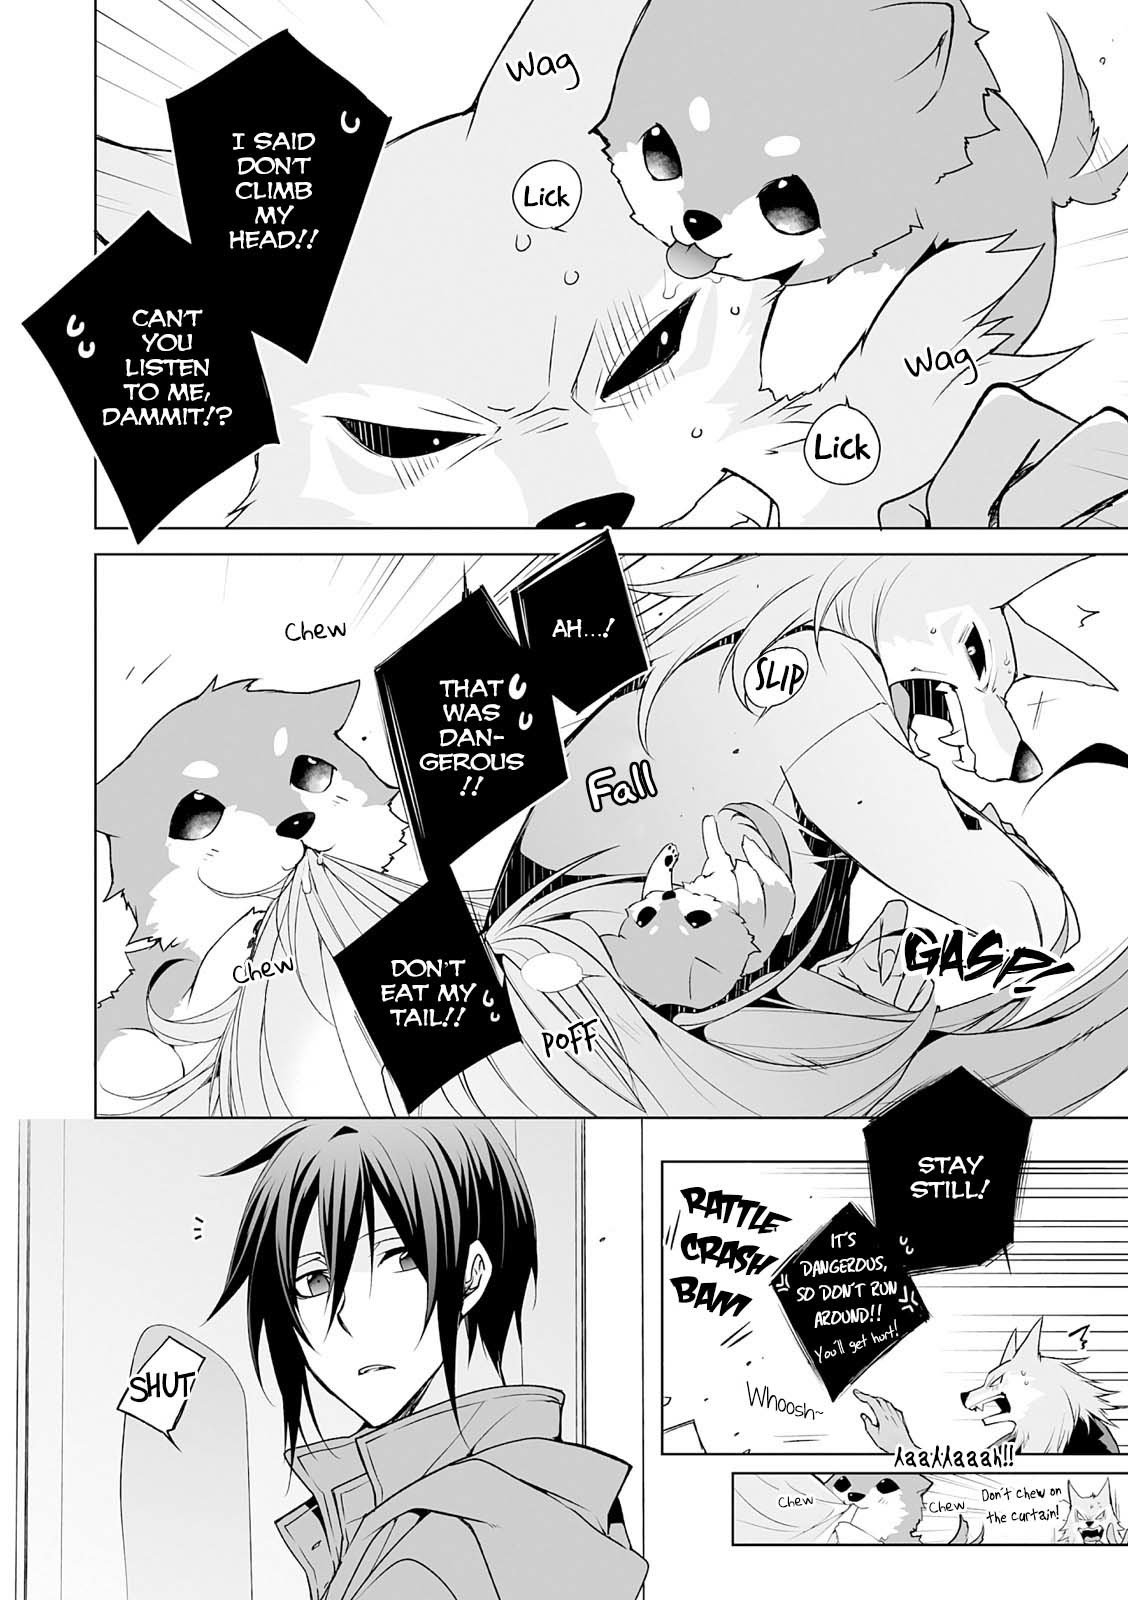 Wag
I SAID
DON'T
CLIMB
MY
HEAD!!
Lick
CAN'T
YOU
LISTEN
TO ME,
DAMMIT!?
Wag
Lick
AH...!
SLIP
THAT
WAS
DAN-
GEROUS
!!
Fall
GASP!
POFF
Chew
DON'T
EAT MY
TAIL!!
Chew
STAY
STILL!
RATTLE
CRASH
BAM
IT'S
DANGEROUS,
SO DON'T RUN
AROUND!!
You'll get hurt!
Whoosh~
Don't chew on
the curtain!
Chew
Chew
SHUT